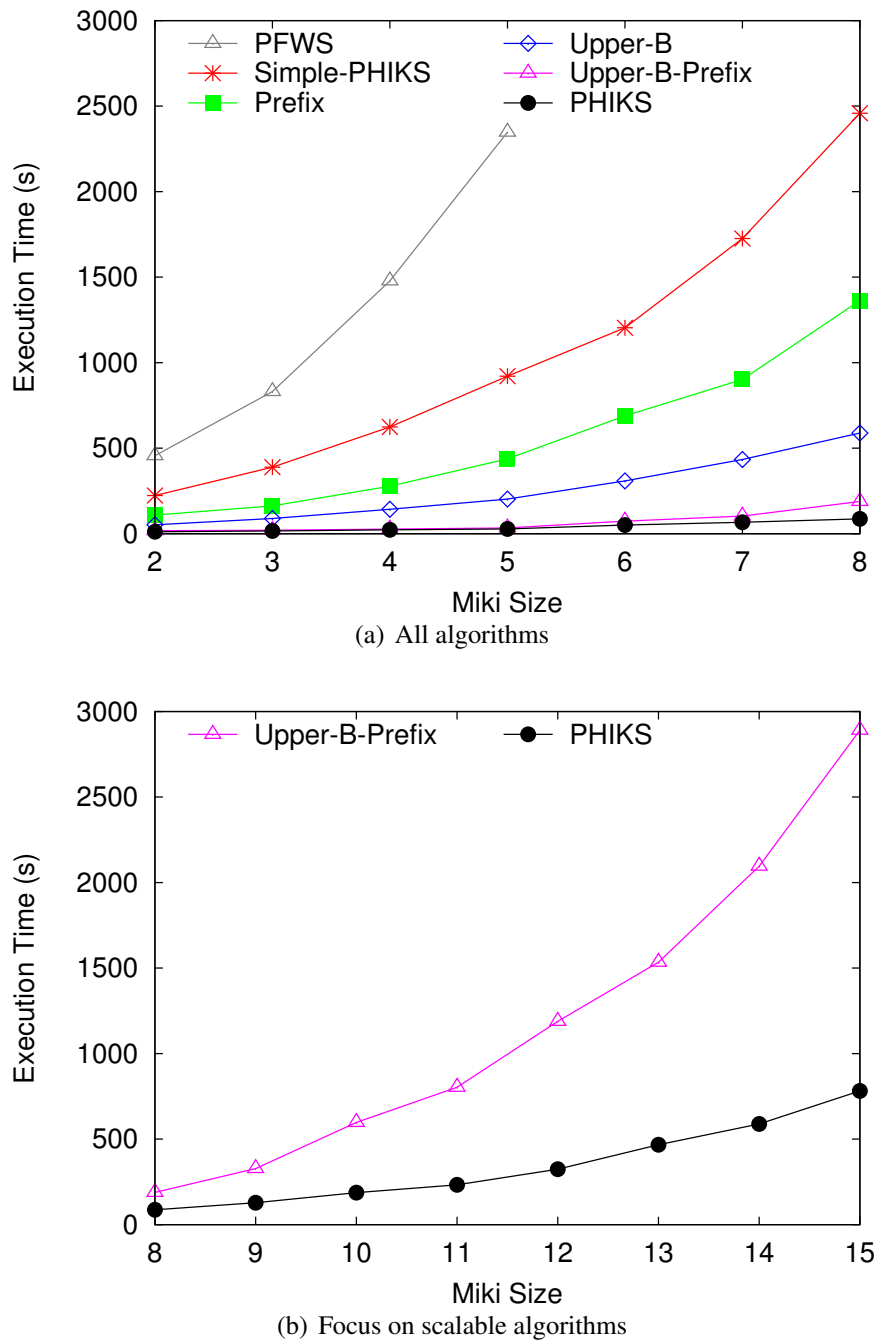 3000
2500
2000
1500
1000
500
0
Execution Time (s)
PFWS
Simple-PHIKS
Prefix
Upper-B
Upper-B-Prefix
PHIKS
2 3 4 5 6 7 8
Miki Size
(a) All algorithms
3000
2500
2000
1500
1000
500
0
Execution Time (s)
Upper-B-Prefix
PHIKS
8 9 10 11 12 13 14 15
Miki Size
(b) Focus on scalable algorithms